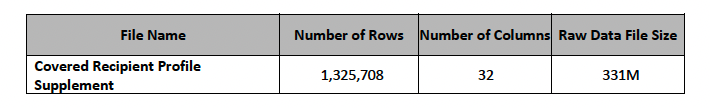 File Name Number of Rows Number of Columns Raw Data File Size
Covered Recipient Profile
Supplement 1,325,708 32 331M